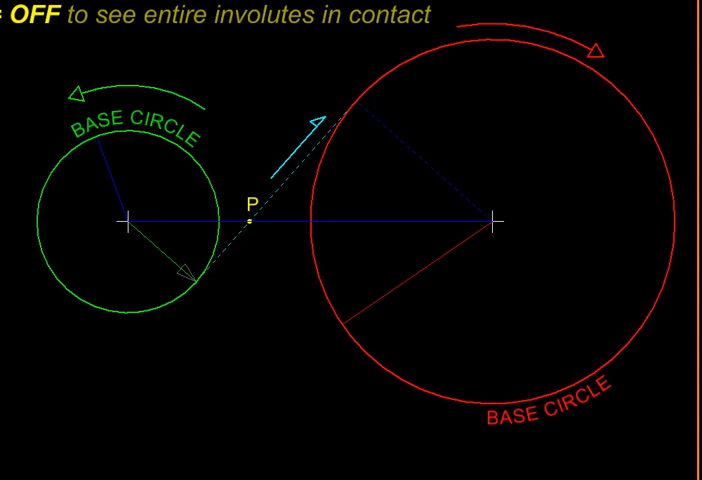 = OFF to see entire involutes in contact
BASE CIRCLE
P
BASE CIRCLE